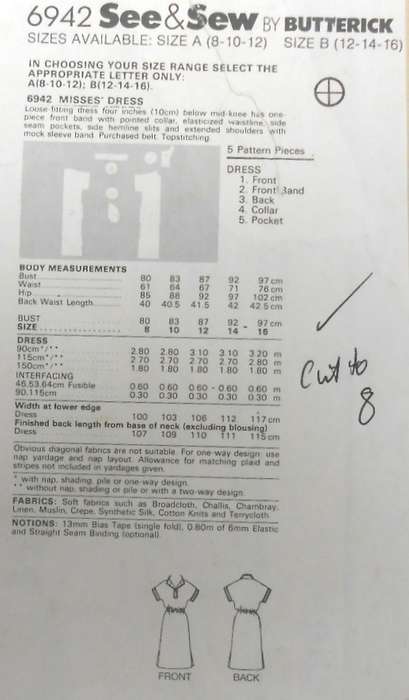 6942 See&Sew BY BUTTERICK
SIZES AVAILABLE: SIZE A (8-10-12) SIZE B (12-14-16)
IN CHOOSING YOUR SIZE RANGE SELECT THE
APPROPRIATE LETTER ONLY:
A(8-10-12); B(12-14-16).
6942 MISSES' DRESS
Loose-fitting dress four inches (10cm) below mid-knee has one-
piece front band with pointed collar, elasticized waistline, side
seam pockets, side hemline slits and extended shoulders with
mock sleeve band. Purchased belt. Topstitching.
5 Pattern Pieces
DRESS
1. Front
2. Front Band
3. Back
4. Collar
5. Pocket
BODY MEASUREMENTS
Bust 80 83 87 92 97 cm
Waist 61 64 67 71 76 cm
Hip 85 88 92 97 102 cm
Back Waist Length 40 40.5 41.5 42 42.5 cm
BUST 80 83 87 92 - 97 cm
SIZE 8 10 12 14 - 16
DRESS
90cm*/** 2.80 2.80 3.10 3.10 3.20 m
115cm*/** 2.70 2.70 2.70 2.70 2.80 m
150cm*/** 1.80 1.80 1.80 1.80 1.80 m
INTERFACING
46,53,64cm Fusible 0.60 0.60 0.60 - 0.60 0.60 m
90,115cm 0.30 0.30 0.30 0.30 0.30 m
Width at lower edge
Dress 100 103 106 112 117 cm
Finished back length from base of neck (excluding blousing)
Dress 107 109 110 111 115 cm
Obvious diagonal fabrics are not suitable. For one-way design use
nap yardage and nap layout. Allowance for matching plaid and
stripes not included in yardages given.
* with nap, shading, pile or one-way design.
** without nap, shading or pile or with a two-way design.
FABRICS: Soft fabrics such as Broadcloth, Challis, Chambray,
Linen, Muslin, Crepe, Synthetic Silk, Cotton Knits and Terrycloth.
NOTIONS: 13mm Bias Tape (single fold), 0.80m of 6mm Elastic
and Straight Seam Binding (optional).
Cut to
8
FRONT BACK